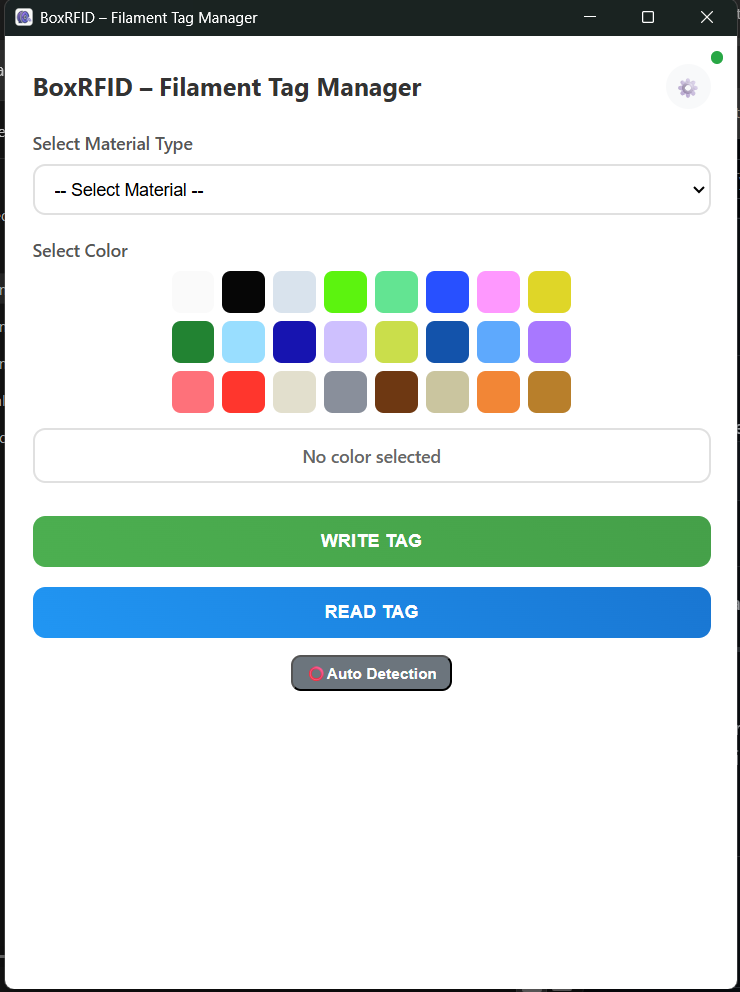 BoxRFID – Filament Tag Manager
BoxRFID – Filament Tag Manager
Select Material Type
-- Select Material --
Select Color
No color selected
WRITE TAG
READ TAG
Auto Detection